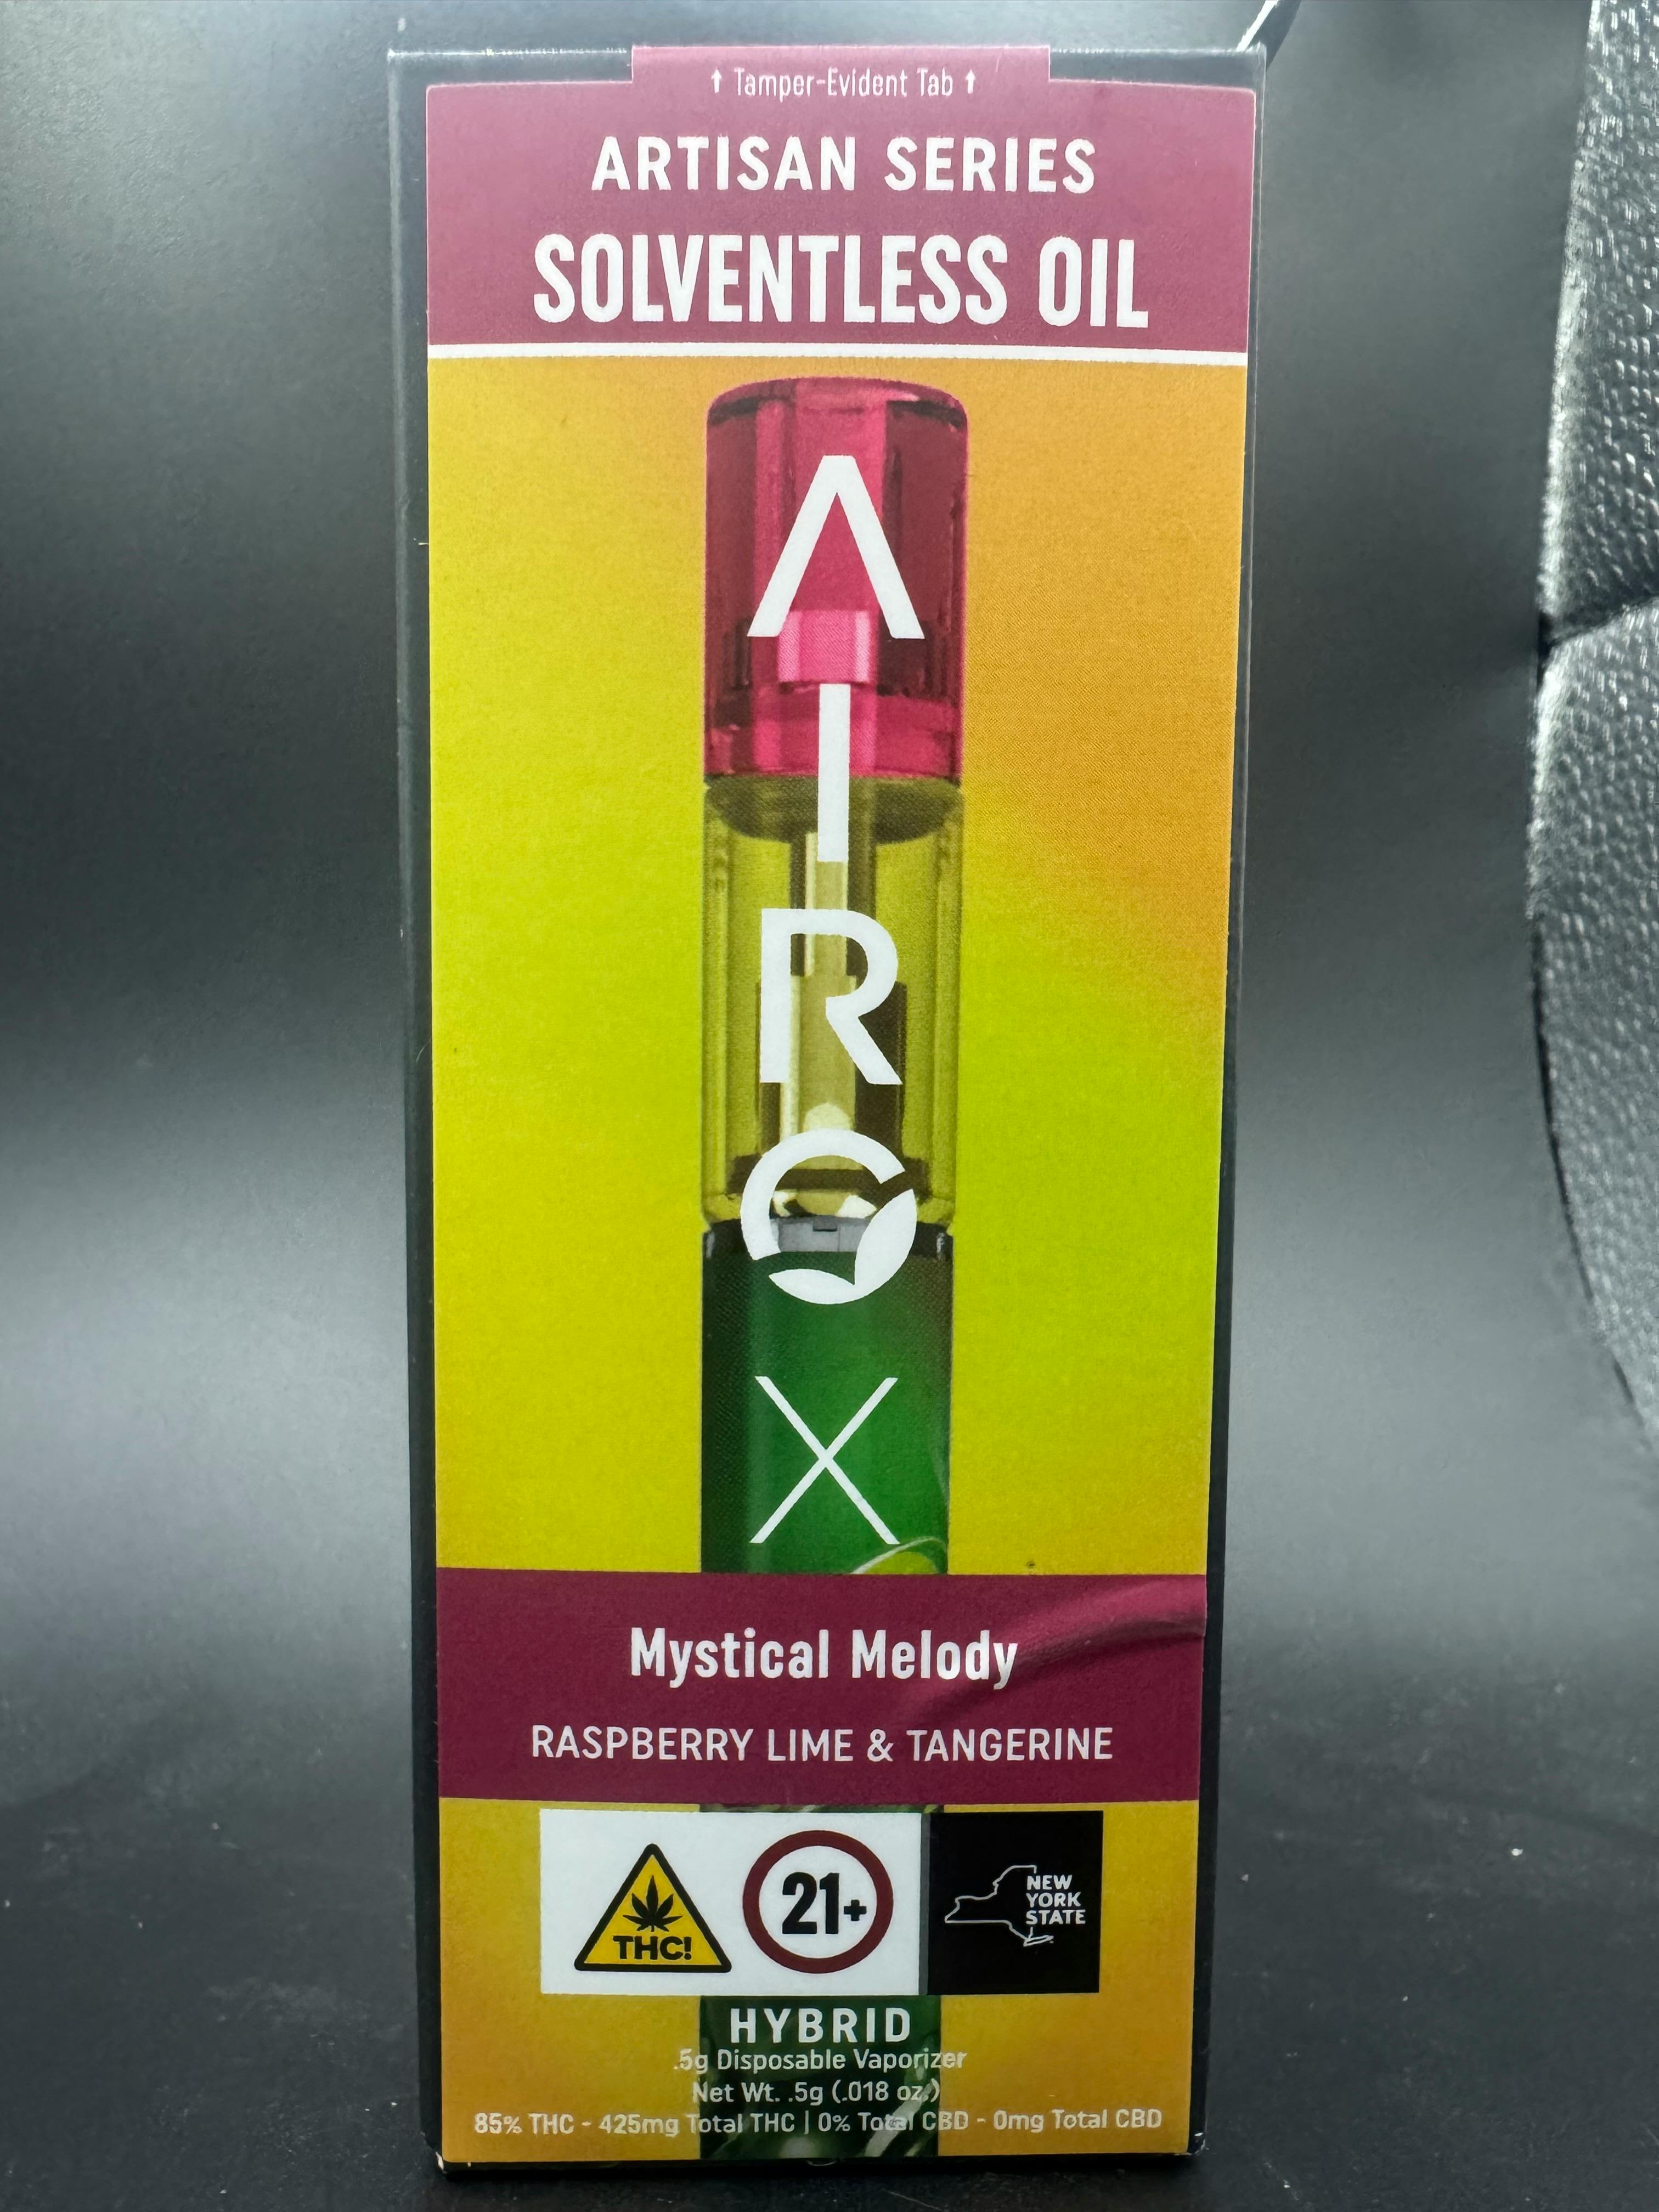 ↑ Tamper-Evident Tab ↑
ARTISAN SERIES
SOLVENTLESS OIL
AIRO
X
Mystical Melody
RASPBERRY LIME & TANGERINE
THC!
21+
NEW
YORK
STATE
HYBRID
.5g Disposable Vaporizer
Net Wt. .5g (.018 oz.)
85% THC - 425mg Total THC | 0% Total CBD - 0mg Total CBD